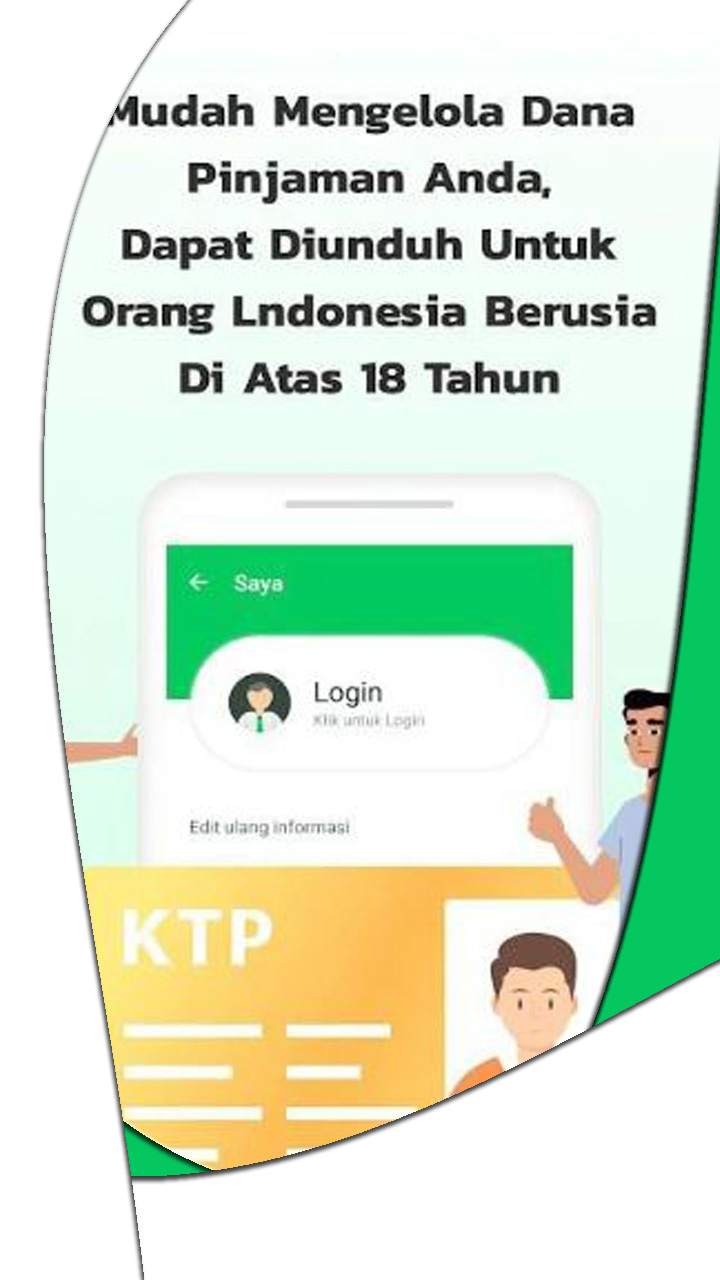 Mudah Mengelola Dana
Pinjaman Anda,
Dapat Diunduh Untuk
Orang Lndonesia Berusia
Di Atas 18 Tahun
Saya
Login
Klik untuk Login
Edit ulang informasi
KTP